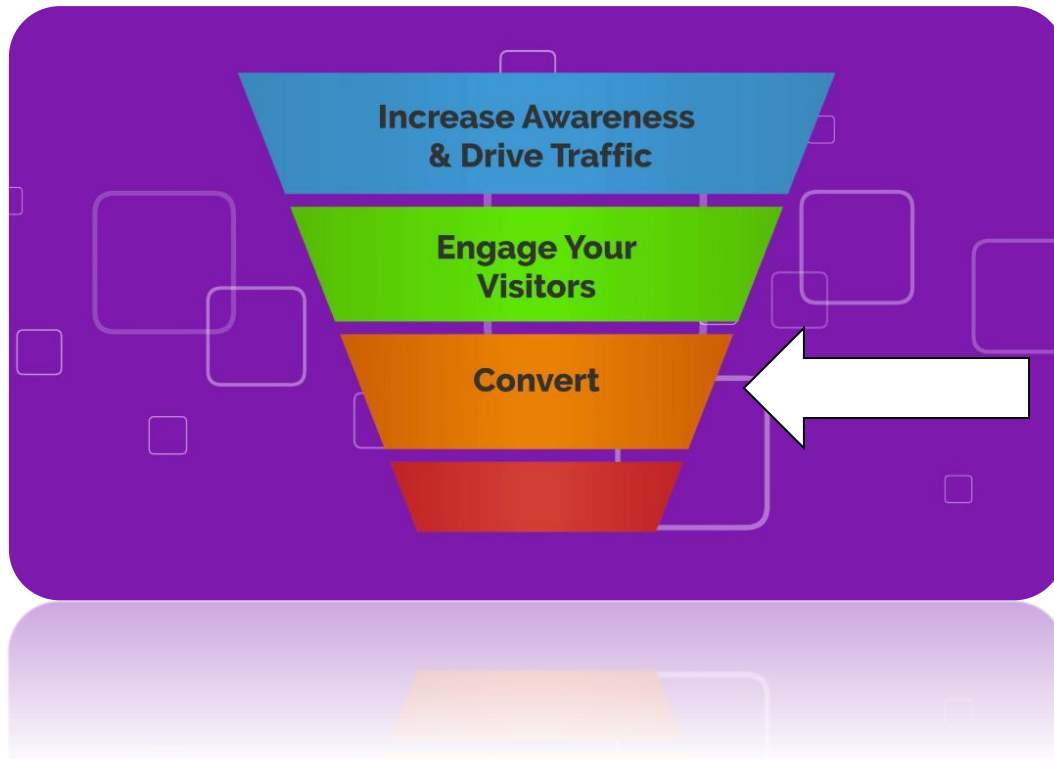 Increase Awareness
& Drive Traffic
Engage Your
Visitors
Convert